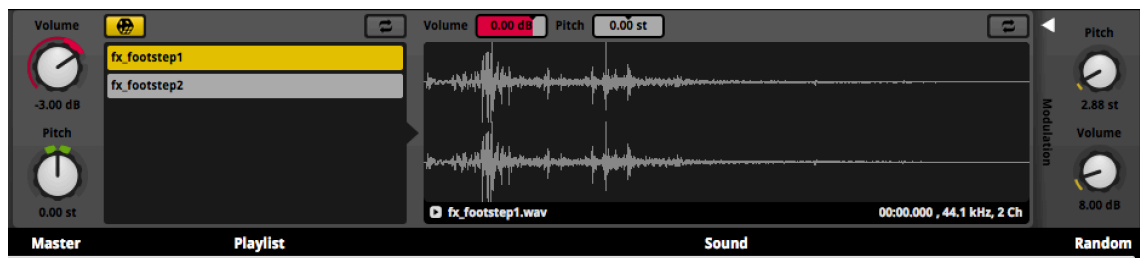 Volume
-3.00 dB
Pitch
0.00 st
fx_footstep1
fx_footstep2
Volume 0.00 dB Pitch 0.00 st
fx_footstep1.wav 00:00.000 , 44.1 kHz, 2 Ch
Modulation
Pitch
2.88 st
Volume
8.00 dB
Master Playlist Sound Random